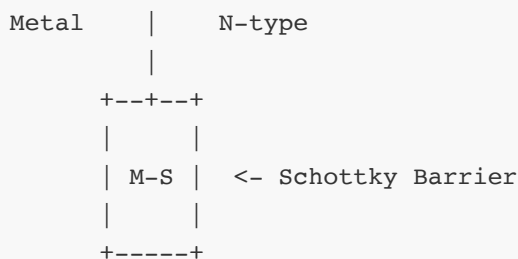 Metal | N-type
|
+--+--+
| |
| M-S | <- Schottky Barrier
| |
+-----+